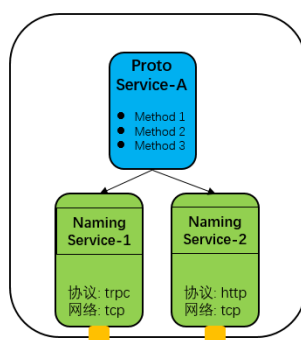 Proto
Service-A
● Method 1
● Method 2
● Method 3
Naming
Service-1
协议: trpc
网络: tcp
Naming
Service-2
协议: http
网络: tcp